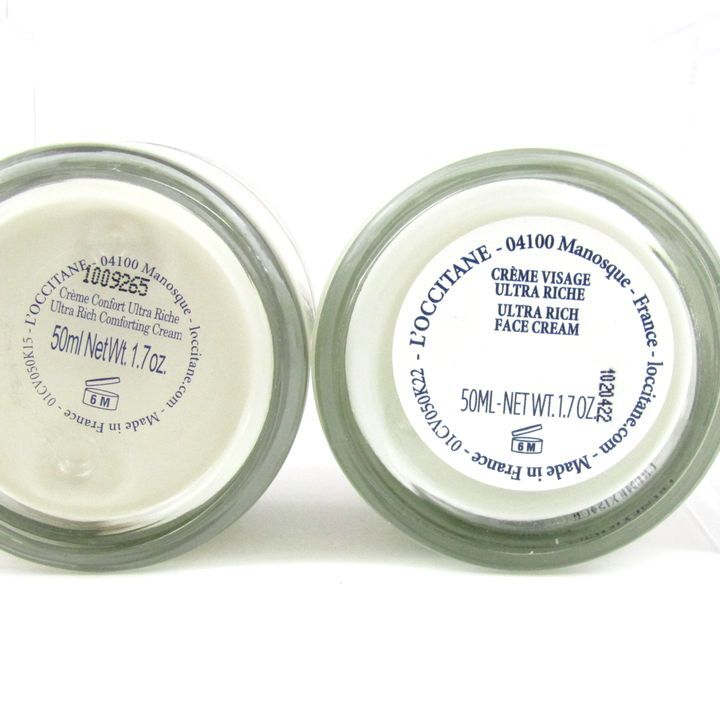 L'OCCITANE - 04100 Manosque - loccitane.com - Made in France - 01CV050K15 -
1009265
Crème Confort Ultra Riche
Ultra Rich Comforting Cream
50ml Net Wt. 1.7 oz.
6 M
L'OCCITANE - 04100 Manosque - France - loccitane.com - Made in France - 01CV050K22 -
CRÈME VISAGE
ULTRA RICHE
ULTRA RICH
FACE CREAM
50ML - NET WT. 1.7 OZ.
1020422
6 M